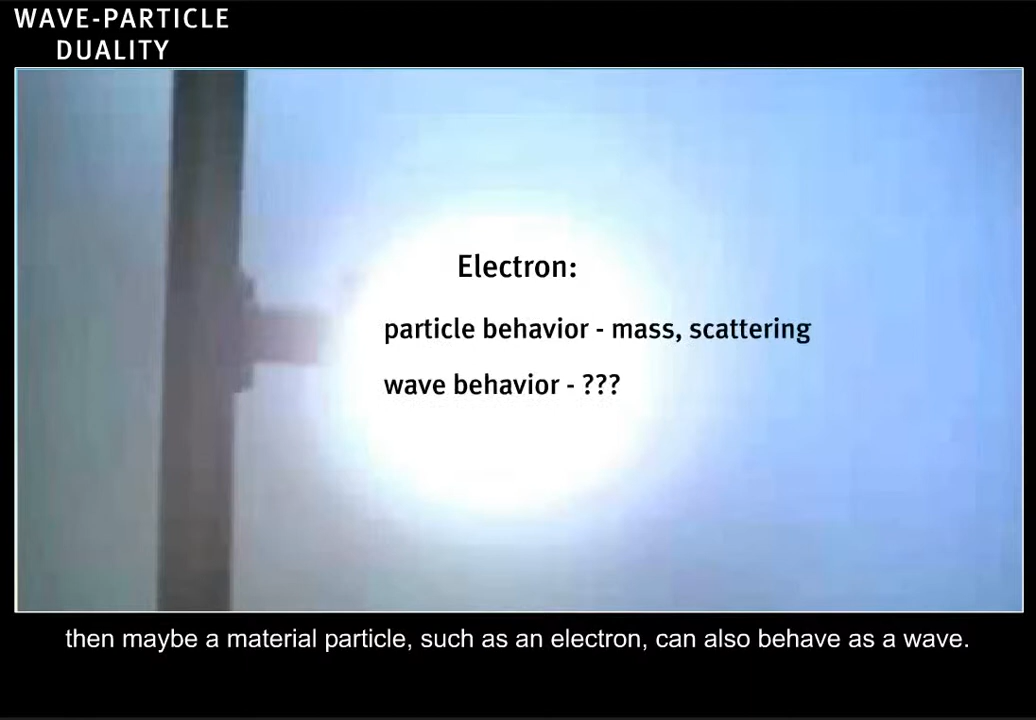 WAVE-PARTICLE
DUALITY
Electron:
particle behavior - mass, scattering
wave behavior - ???
then maybe a material particle, such as an electron, can also behave as a wave.